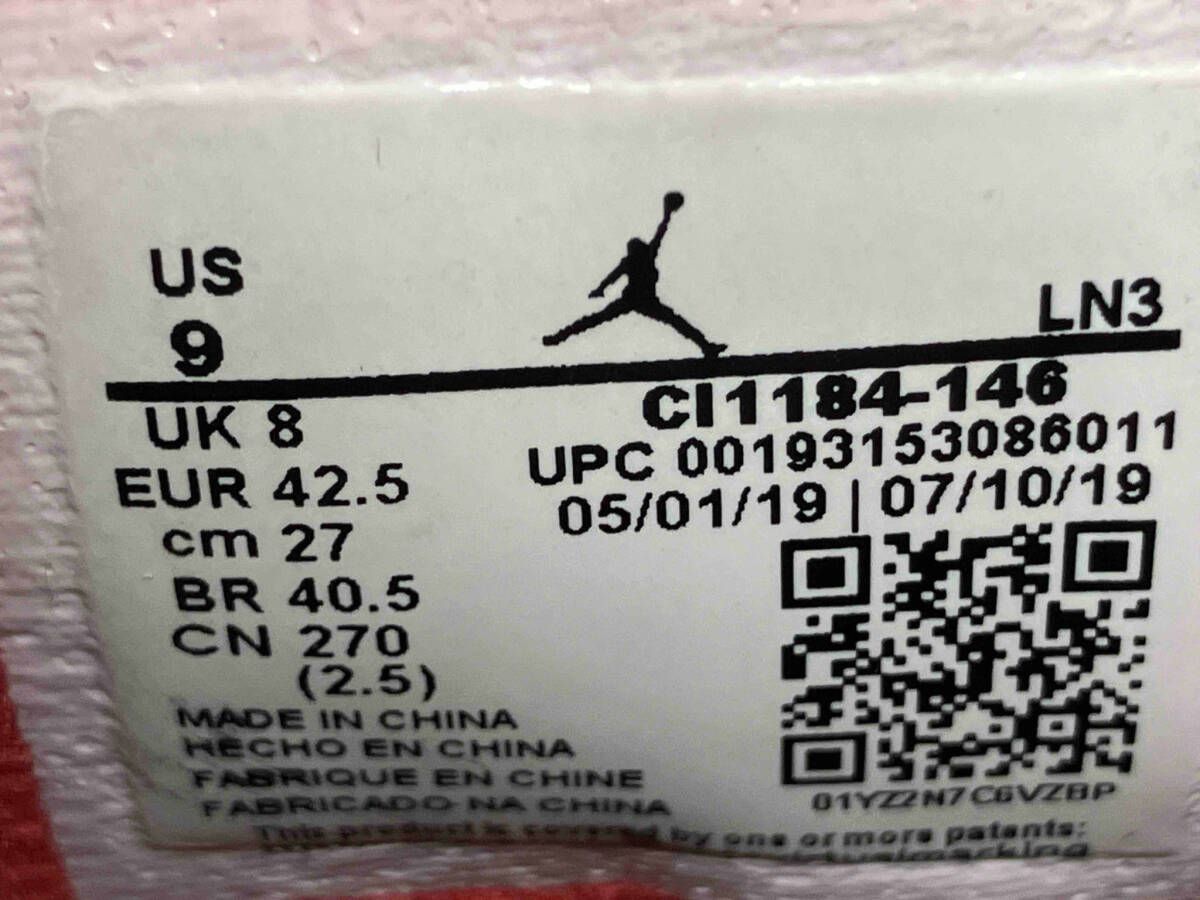 US
9
LN3
UK 8
EUR 42.5
cm 27
BR 40.5
CN 270
(2.5)
CI1184-146
UPC 00193153086011
05/01/19 | 07/10/19
01YZ2N7C6VZBP
MADE IN CHINA
HECHO EN CHINA
FABRIQUE EN CHINE
FABRICADO NA CHINA
This product is covered by one or more patents: